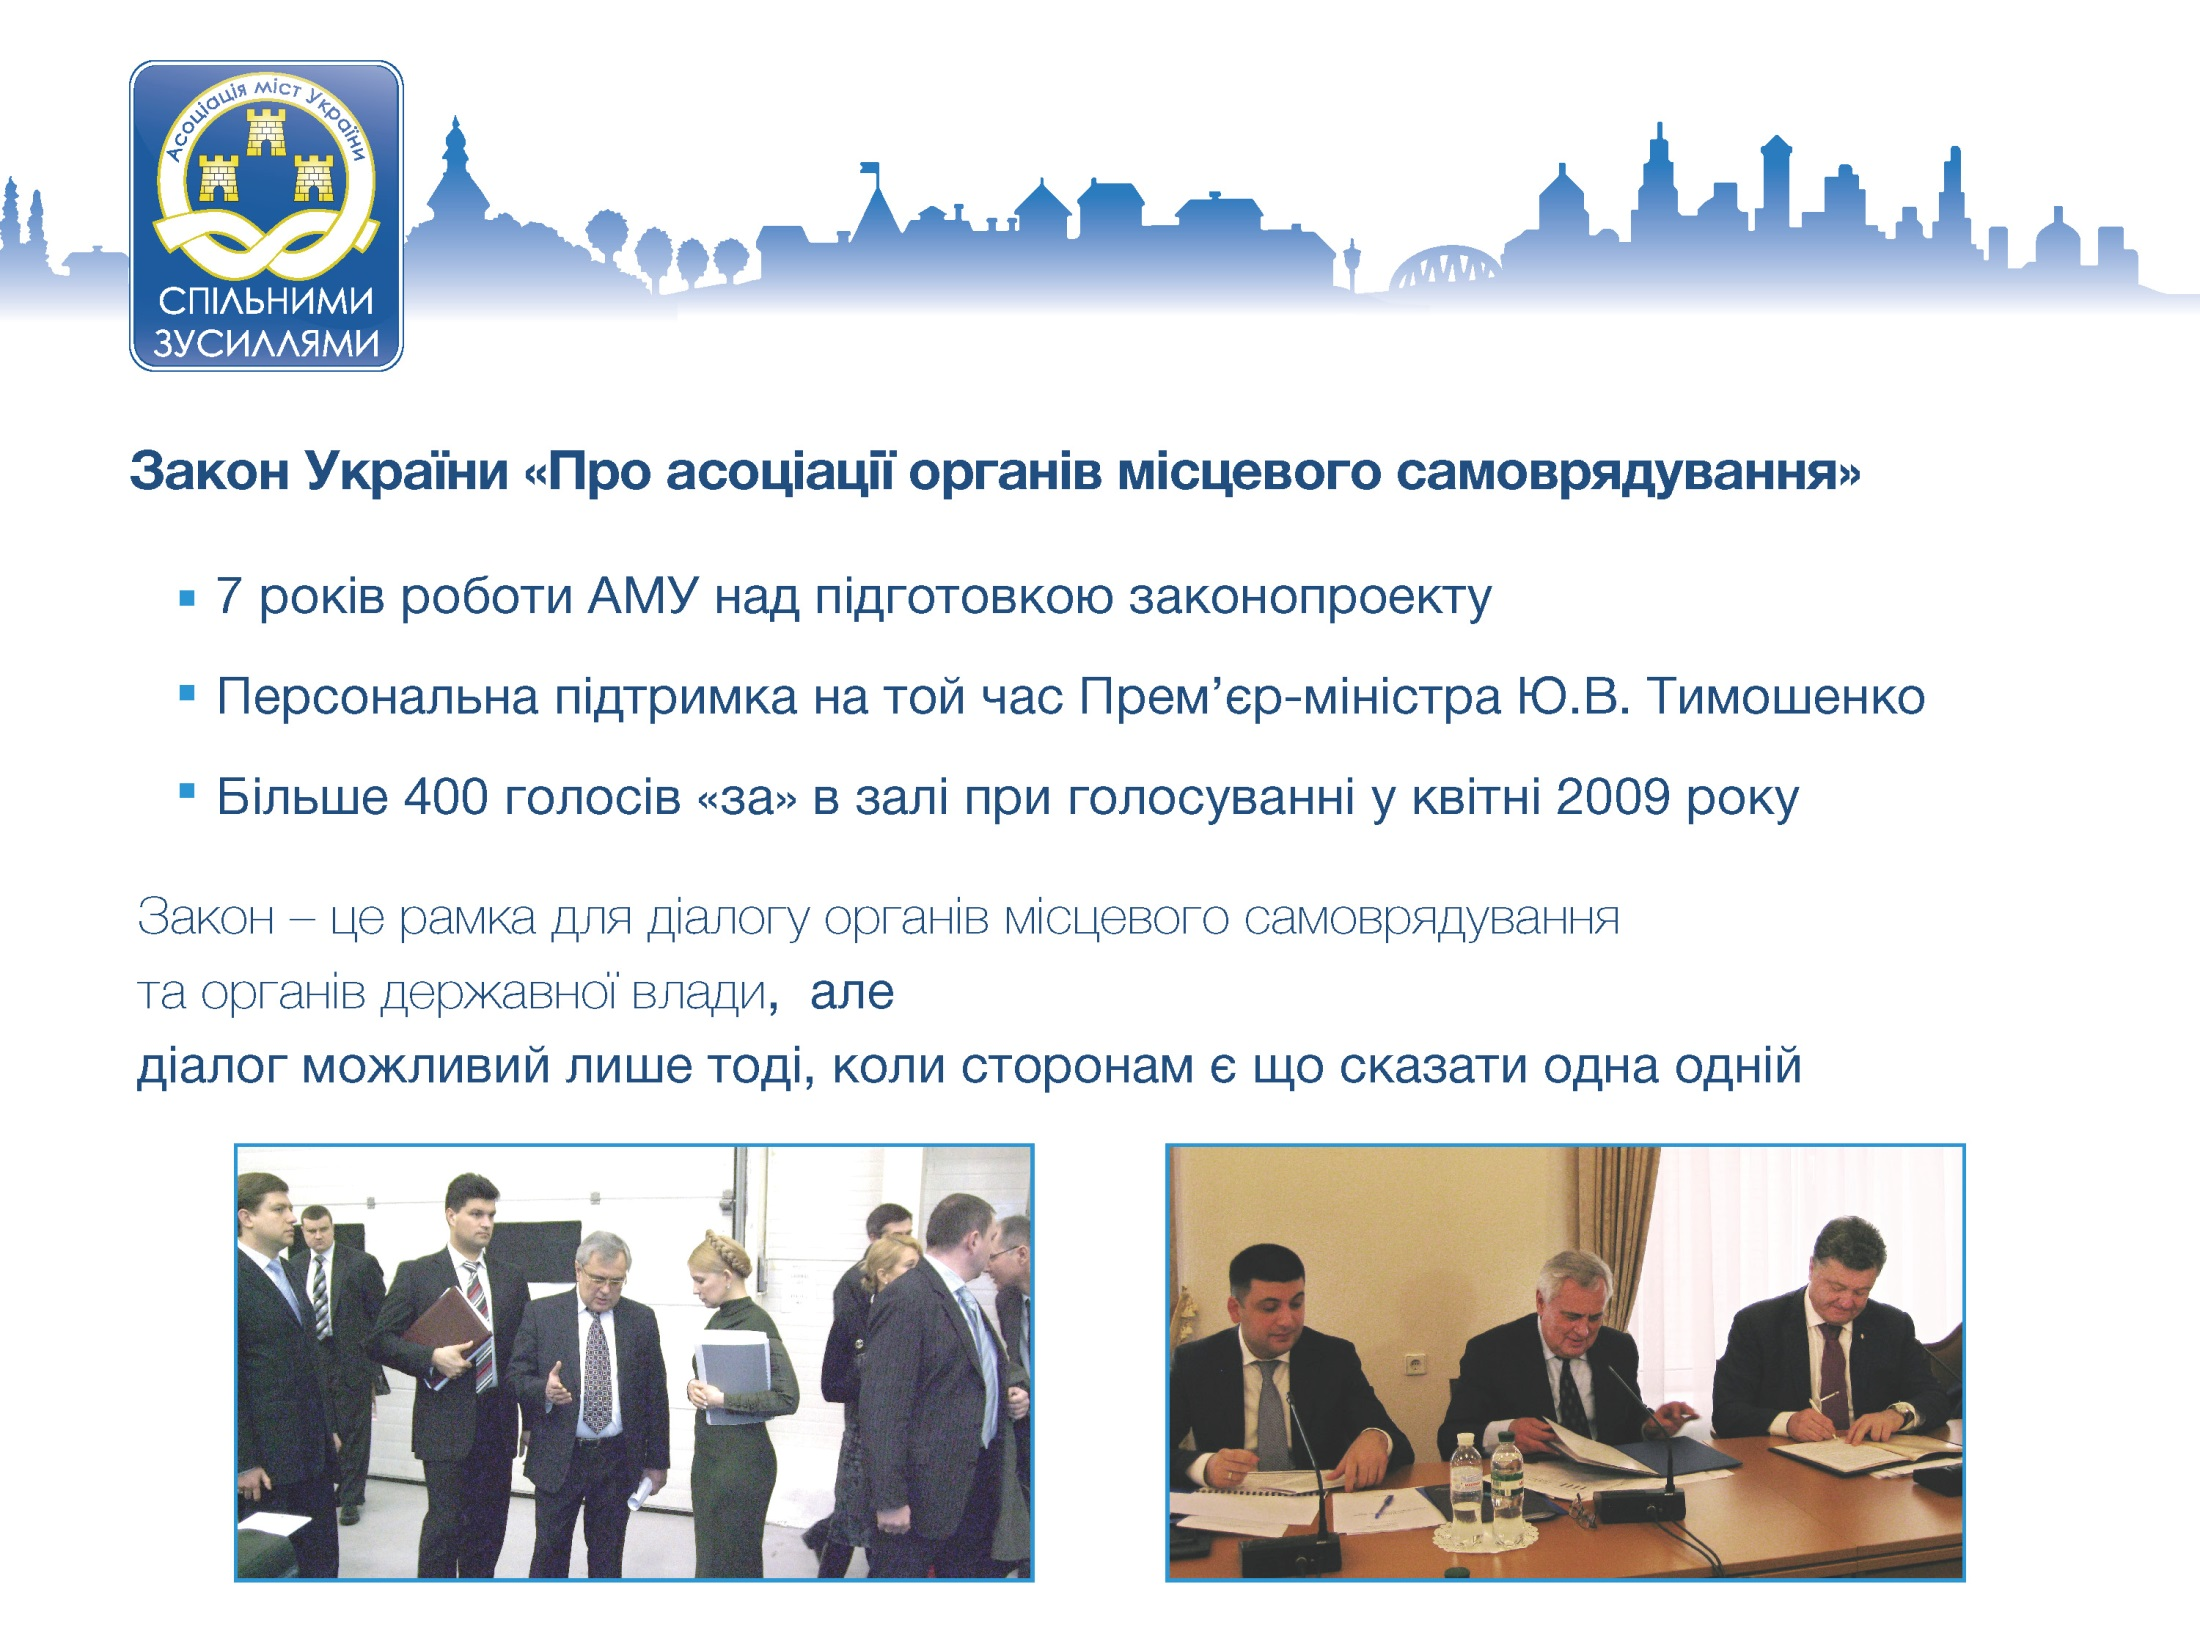 Асоціація міст України
СПІЛЬНИМИ
ЗУСИЛЛЯМИ
Закон України «Про асоціації органів місцевого самоврядування»
7 років роботи АМУ над підготовкою законопроекту
Персональна підтримка на той час Прем’єр-міністра Ю.В. Тимошенко
Більше 400 голосів «за» в залі при голосуванні у квітні 2009 року
Закон – це рамка для діалогу органів місцевого самоврядування
та органів державної влади, але
діалог можливий лише тоді, коли сторонам є що сказати одна одній